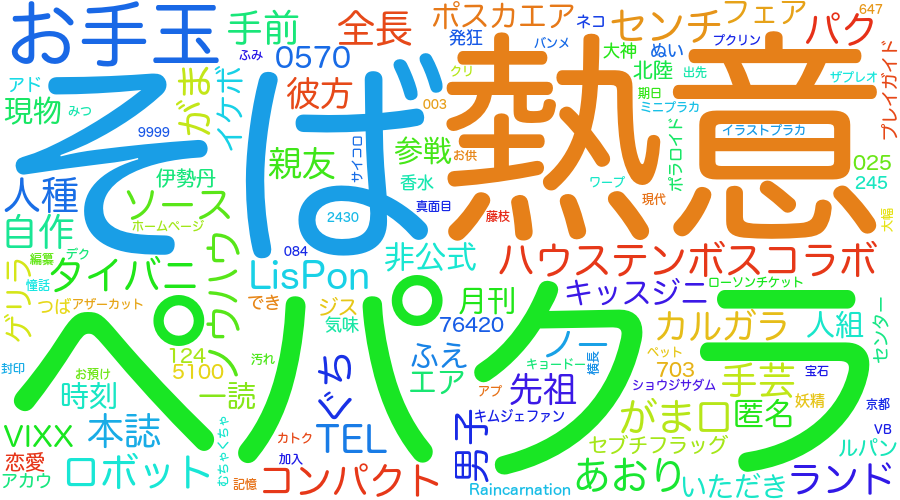 お手玉
手前
ふみ
0570
全長
ポスカエア
発狂
ネコ
バンメ
センチ
フェア
プクリン
パク
647
アド
現物
みつ
がま
イケボ
9999
彼方
003
クリ
大神
ぬい
北陸
出先
期日
ミニプラカ
ザプレオ
プレイガイド
そば
熱意
人種
伊勢丹
親友
サイコロ
参戦
お供
香水
真面目
ワープ
現代
ポラロイド
イラストプラカ
025
245
大幅
自作
ソース
ホームページ
2430
084
藤枝
編纂
デク
タイバニ
ノウハウ
LisPon
非公式
ハウステンボスコラボ
ゲリラ
憧話
つば
アザーカット
でき
ジス
気味
月刊
キッスジニ
ローソンチケット
76420
カルガラ
人組
センター
ペパクラ
封印
お預け
124
5100
汚れ
ぐち
ふえ
ノー
キョードー
横長
ペット
703
ショウジサダム
宝石
時刻
一読
エア
アプ
先祖
手芸
妖精
京都
VIXX
本誌
むちゃくちゃ
カトク
TEL
男子
キムジェファン
がま口
匿名
VB
恋愛
アカウ
ロボット
記憶
加入
コンパクト
セブチフラッグ
ルパン
Raincarnation
あおり
いただき
ランド